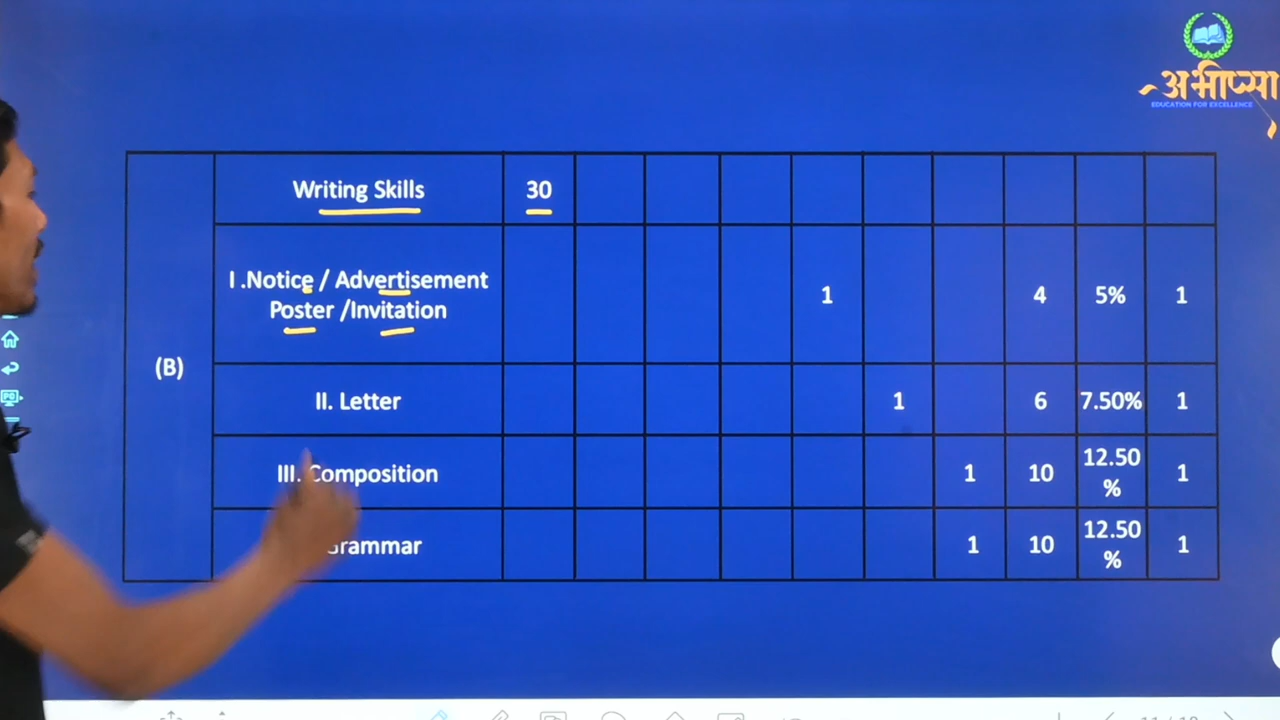 अभीप्सा
EDUCATION FOR EXCELLENCE
Writing Skills 30
I .Notice / Advertisement
Poster /Invitation 1 4 5% 1
(B)
II. Letter 1 6 7.50% 1
III. Composition 1 10 12.50 % 1
Grammar 1 10 12.50 % 1